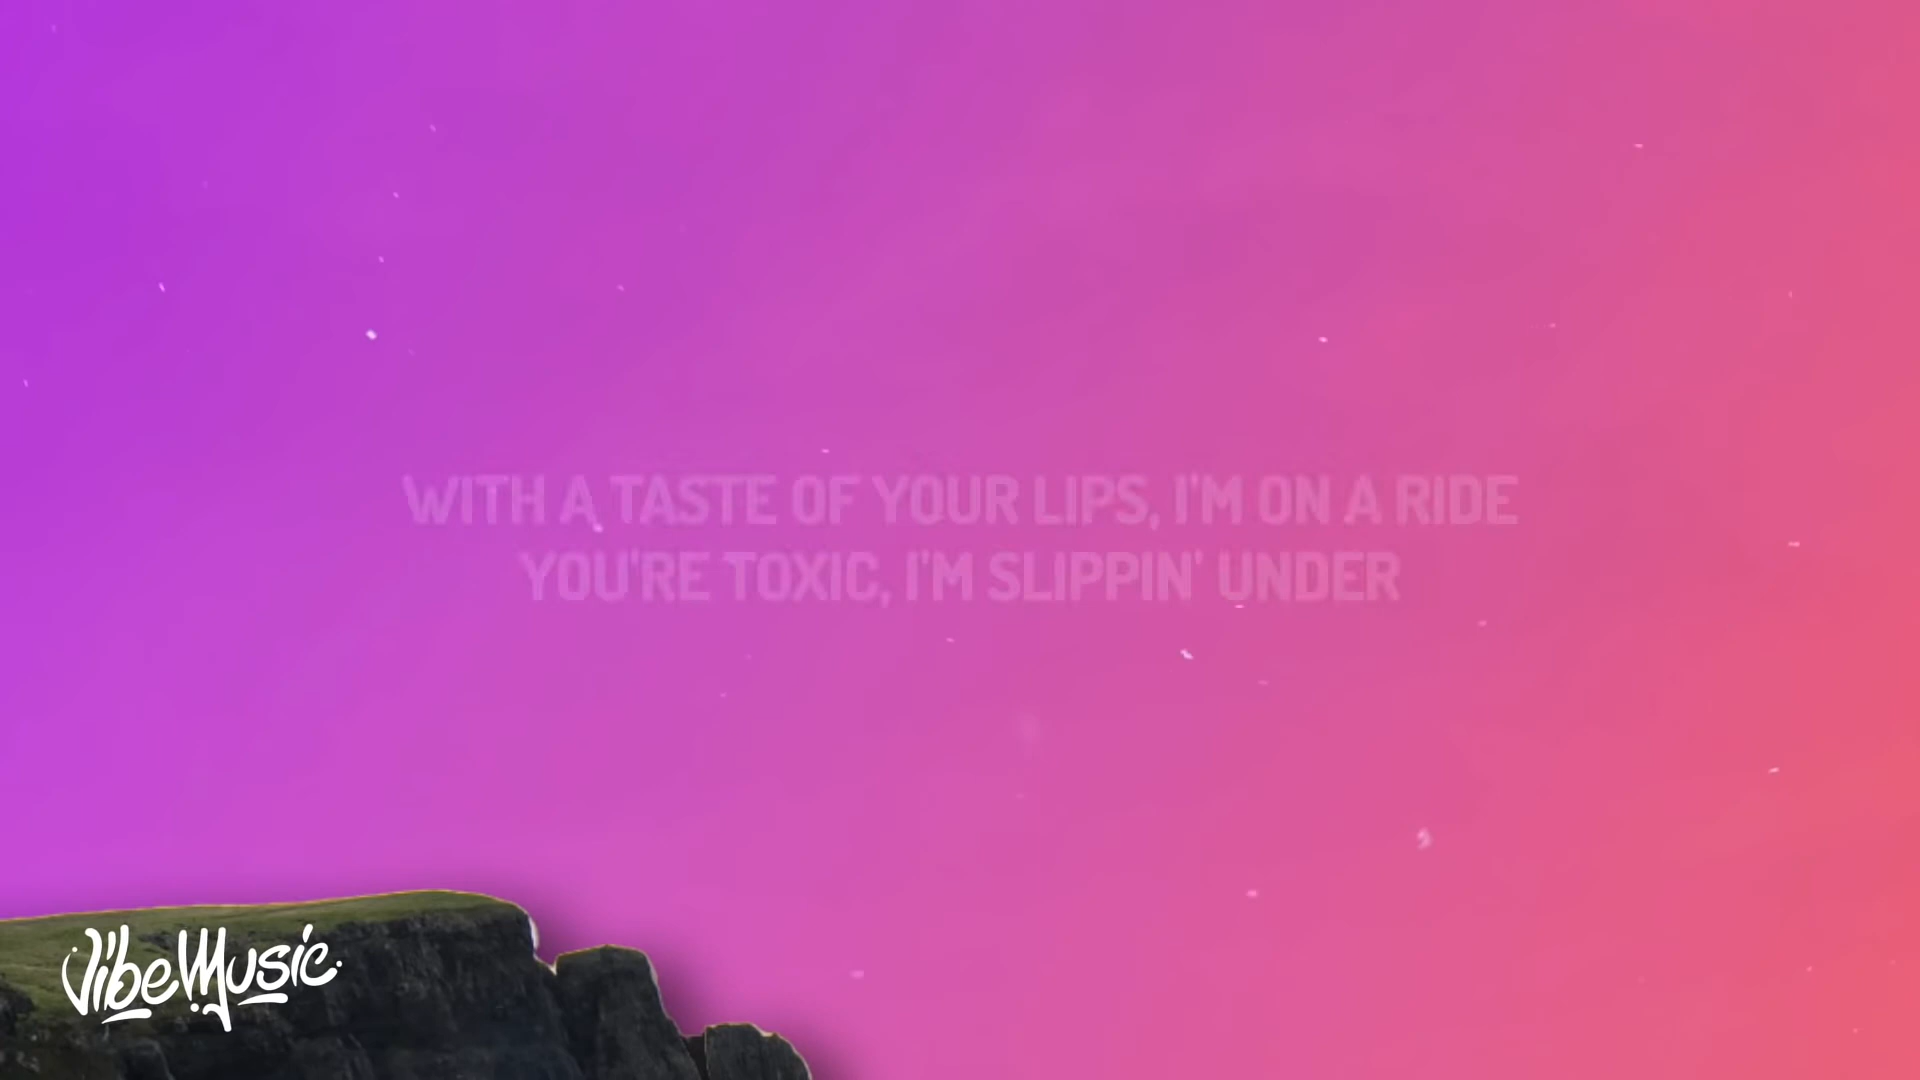 WITH A TASTE OF YOUR LIPS, I'M ON A RIDE
YOU'RE TOXIC, I'M SLIPPIN' UNDER
VibeMusic